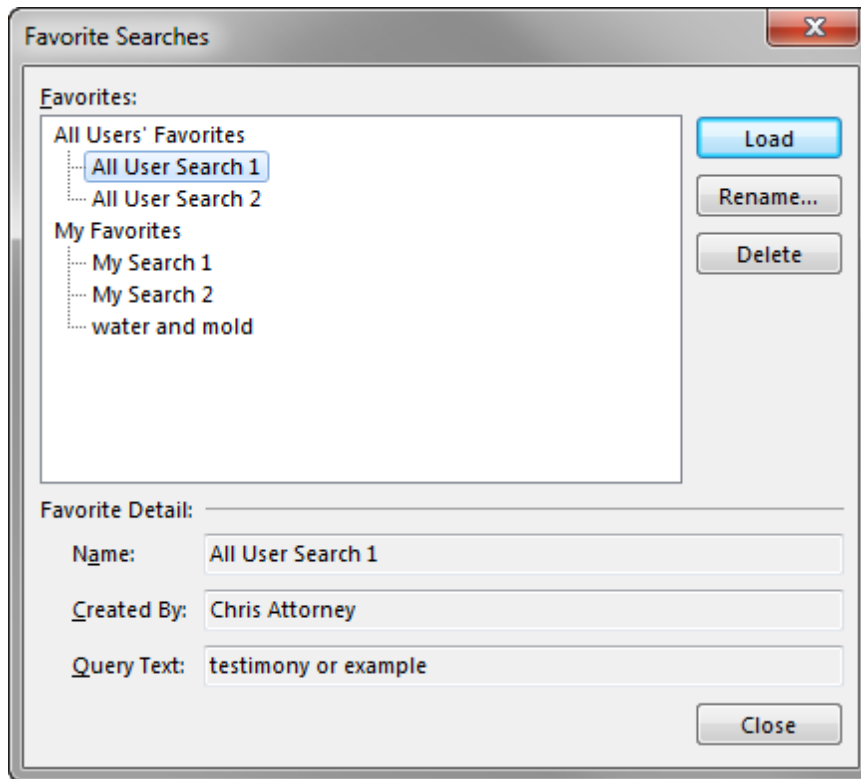 Favorite Searches
Favorites:
All Users' Favorites
All User Search 1
All User Search 2
My Favorites
My Search 1
My Search 2
water and mold
Load
Rename...
Delete
Favorite Detail:
Name: All User Search 1
Created By: Chris Attorney
Query Text: testimony or example
Close